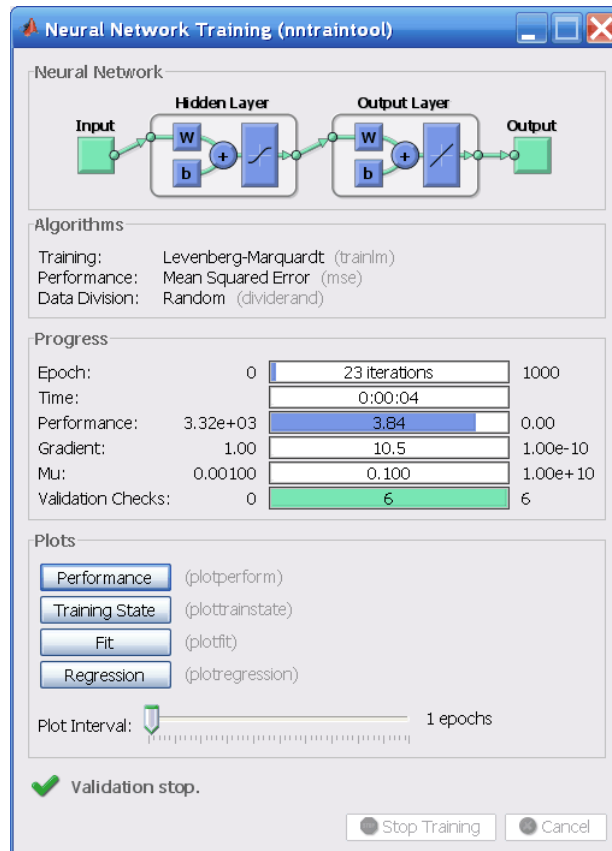 Neural Network Training (nntraintool)
Neural Network
Hidden Layer Output Layer
Input Output
W W
+ +
b b
Algorithms
Training: Levenberg-Marquardt (trainlm)
Performance: Mean Squared Error (mse)
Data Division: Random (dividerand)
Progress
Epoch: 0 23 iterations 1000
Time: 0:00:04
Performance: 3.32e+03 3.84 0.00
Gradient: 1.00 10.5 1.00e-10
Mu: 0.00100 0.100 1.00e+10
Validation Checks: 0 6 6
Plots
Performance (plotperform)
Training State (plottrainstate)
Fit (plotfit)
Regression (plotregression)
Plot Interval: 1 epochs
Validation stop.
Stop Training Cancel